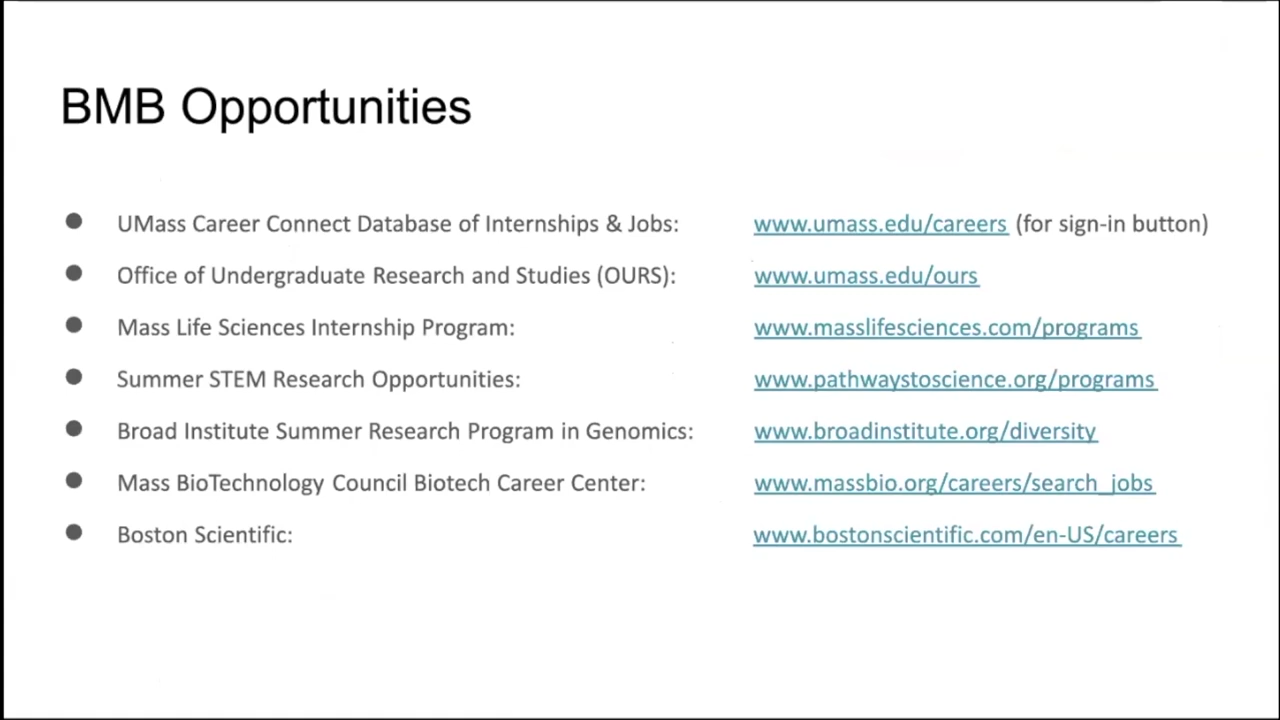 BMB Opportunities
● UMass Career Connect Database of Internships & Jobs: www.umass.edu/careers (for sign-in button)
● Office of Undergraduate Research and Studies (OURS): www.umass.edu/ours
● Mass Life Sciences Internship Program: www.masslifesciences.com/programs
● Summer STEM Research Opportunities: www.pathwaystoscience.org/programs
● Broad Institute Summer Research Program in Genomics: www.broadinstitute.org/diversity
● Mass BioTechnology Council Biotech Career Center: www.massbio.org/careers/search_jobs
● Boston Scientific: www.bostonscientific.com/en-US/careers